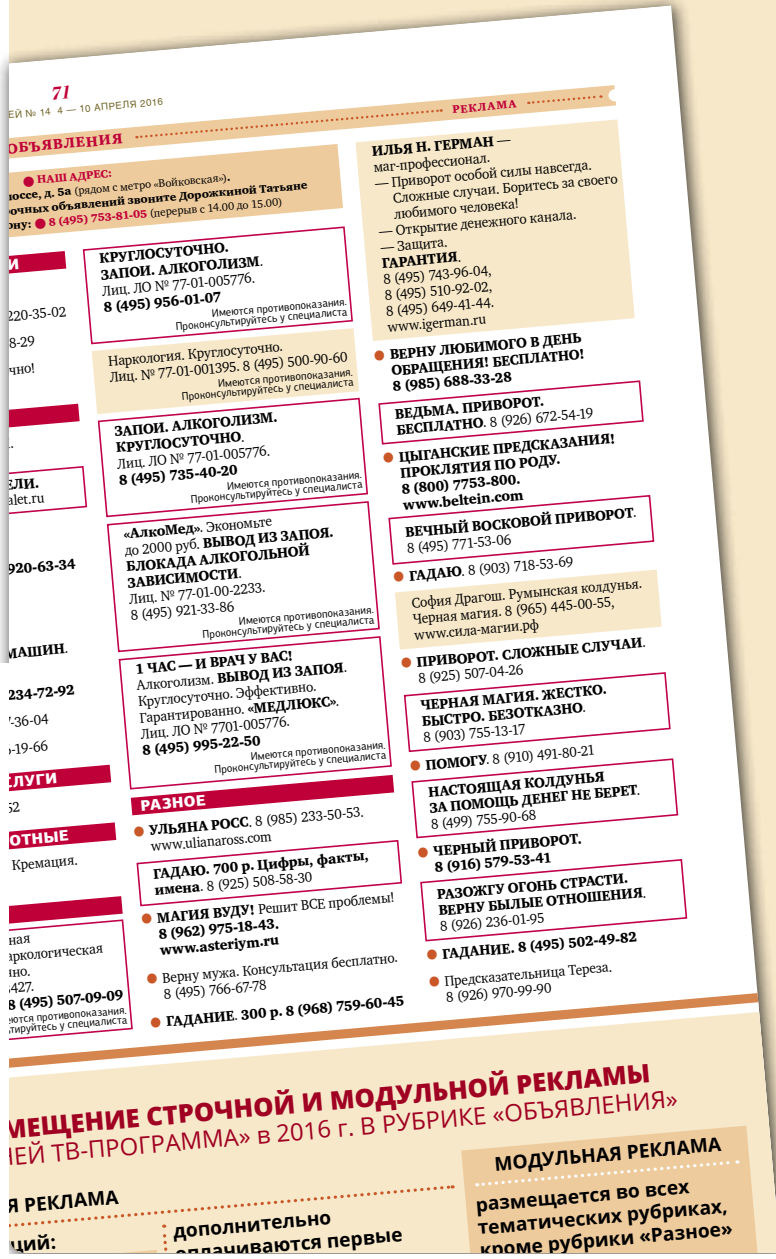 71
ЕЙ № 14 4 — 10 АПРЕЛЯ 2016
ОБЪЯВЛЕНИЯ
РЕКЛАМА
НАШ АДРЕС:
юссе, д. 5а (рядом с метро «Войковская»).
рочных объявлений звоните Дорожкиной Татьяне
ону: 8 (495) 753-81-05 (перерыв с 14.00 до 15.00)
И
220-35-02
8-29
чно!
ЕЛИ.
alet.ru
920-63-34
МАШИН.
234-72-92
7-36-04
-19-66
СЛУГИ
52
ОТНЫЕ
Кремация.
ная
аркологическая
нно.
427.
8 (495) 507-09-09
еются противопоказания.
ьтируйтесь у специалиста
КРУГЛОСУТОЧНО.
ЗАПОИ. АЛКОГОЛИЗМ.
Лиц. ЛО № 77-01-005776.
8 (495) 956-01-07
Имеются противопоказания.
Проконсультируйтесь у специалиста
Наркология. Круглосуточно.
Лиц. № 77-01-001395. 8 (495) 500-90-60
Имеются противопоказания.
Проконсультируйтесь у специалиста
ЗАПОИ. АЛКОГОЛИЗМ.
КРУГЛОСУТОЧНО.
Лиц. ЛО № 77-01-005776.
8 (495) 735-40-20
Имеются противопоказания.
Проконсультируйтесь у специалиста
«АлкоМед». Экономьте
до 2000 руб. ВЫВОД ИЗ ЗАПОЯ.
БЛОКАДА АЛКОГОЛЬНОЙ
ЗАВИСИМОСТИ.
Лиц. № 77-01-00-2233.
8 (495) 921-33-86
Имеются противопоказания.
Проконсультируйтесь у специалиста
1 ЧАС — И ВРАЧ У ВАС!
Алкоголизм. ВЫВОД ИЗ ЗАПОЯ.
Круглосуточно. Эффективно.
Гарантированно. «МЕДЛЮКС».
Лиц. ЛО № 7701-005776.
8 (495) 995-22-50
Имеются противопоказания.
Проконсультируйтесь у специалиста
РАЗНОЕ
УЛЬЯНА РОСС. 8 (985) 233-50-53.
www.ulianaross.com
ГАДАЮ. 700 р. Цифры, факты,
имена. 8 (925) 508-58-30
МАГИЯ ВУДУ! Решит ВСЕ проблемы!
8 (962) 975-18-43.
www.asteriym.ru
Верну мужа. Консультация бесплатно.
8 (495) 766-67-78
ГАДАНИЕ. 300 р. 8 (968) 759-60-45
ИЛЬЯ Н. ГЕРМАН —
маг-профессионал.
— Приворот особой силы навсегда.
Сложные случаи. Боритесь за своего
любимого человека!
— Открытие денежного канала.
— Защита.
ГАРАНТИЯ.
8 (495) 743-96-04,
8 (495) 510-92-02,
8 (495) 649-41-44.
www.igerman.ru
ВЕРНУ ЛЮБИМОГО В ДЕНЬ
ОБРАЩЕНИЯ! БЕСПЛАТНО!
8 (985) 688-33-28
ВЕДЬМА. ПРИВОРОТ.
БЕСПЛАТНО. 8 (926) 672-54-19
ЦЫГАНСКИЕ ПРЕДСКАЗАНИЯ!
ПРОКЛЯТИЯ ПО РОДУ.
8 (800) 7753-800.
www.beltein.com
ВЕЧНЫЙ ВОСКОВОЙ ПРИВОРОТ.
8 (495) 771-53-06
ГАДАЮ. 8 (903) 718-53-69
София Драгош. Румынская колдунья.
Черная магия. 8 (965) 445-00-55,
www.сила-магии.рф
ПРИВОРОТ. СЛОЖНЫЕ СЛУЧАИ.
8 (925) 507-04-26
ЧЕРНАЯ МАГИЯ. ЖЕСТКО.
БЫСТРО. БЕЗОТКАЗНО.
8 (903) 755-13-17
ПОМОГУ. 8 (910) 491-80-21
НАСТОЯЩАЯ КОЛДУНЬЯ
ЗА ПОМОЩЬ ДЕНЕГ НЕ БЕРЕТ.
8 (499) 755-90-68
ЧЕРНЫЙ ПРИВОРОТ.
8 (916) 579-53-41
РАЗОЖГУ ОГОНЬ СТРАСТИ.
ВЕРНУ БЫЛЫЕ ОТНОШЕНИЯ.
8 (926) 236-01-95
ГАДАНИЕ. 8 (495) 502-49-82
Предсказательница Тереза.
8 (926) 970-99-90
МЕЩЕНИЕ СТРОЧНОЙ И МОДУЛЬНОЙ РЕКЛАМЫ
НЕЙ ТВ-ПРОГРАММА» в 2016 г. В РУБРИКЕ «ОБЪЯВЛЕНИЯ»
Я РЕКЛАМА
ций:
дополнительно
оплачиваются первые
МОДУЛЬНАЯ РЕКЛАМА
размещается во всех
тематических рубриках,
кроме рубрики «Разное»